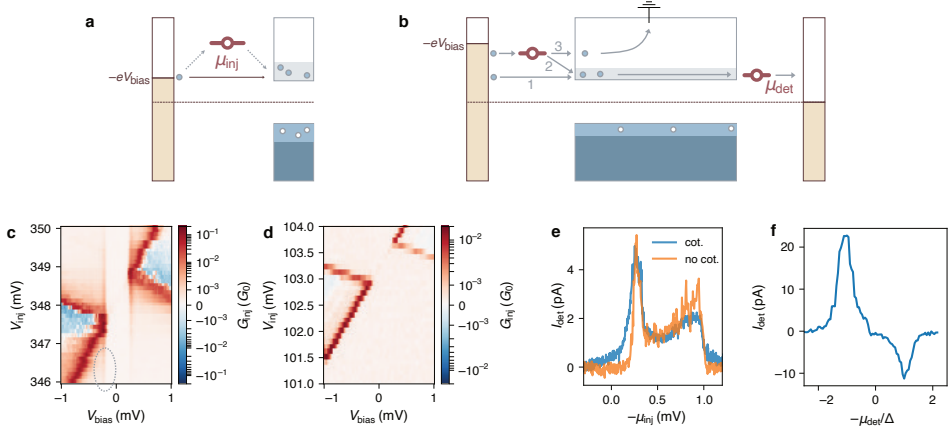 a
b
−eV_bias
μ_inj
−eV_bias
3
2
1
μ_det
c
d
e
f
350
349
348
347
346
V_inj (mV)
−1
0
1
V_bias (mV)
10⁻¹
10⁻²
10⁻³
0
−10⁻³
−10⁻²
−10⁻¹
G_inj (G₀)
104.0
103.5
103.0
102.5
102.0
101.5
101.0
V_inj (mV)
−1
0
1
V_bias (mV)
10⁻²
10⁻³
0
−10⁻³
−10⁻²
G_inj (G₀)
cot.
no cot.
4
2
0
I_det (pA)
0.0
0.5
1.0
−μ_inj (mV)
20
10
0
−10
I_det (pA)
−2
0
2
−μ_det/Δ